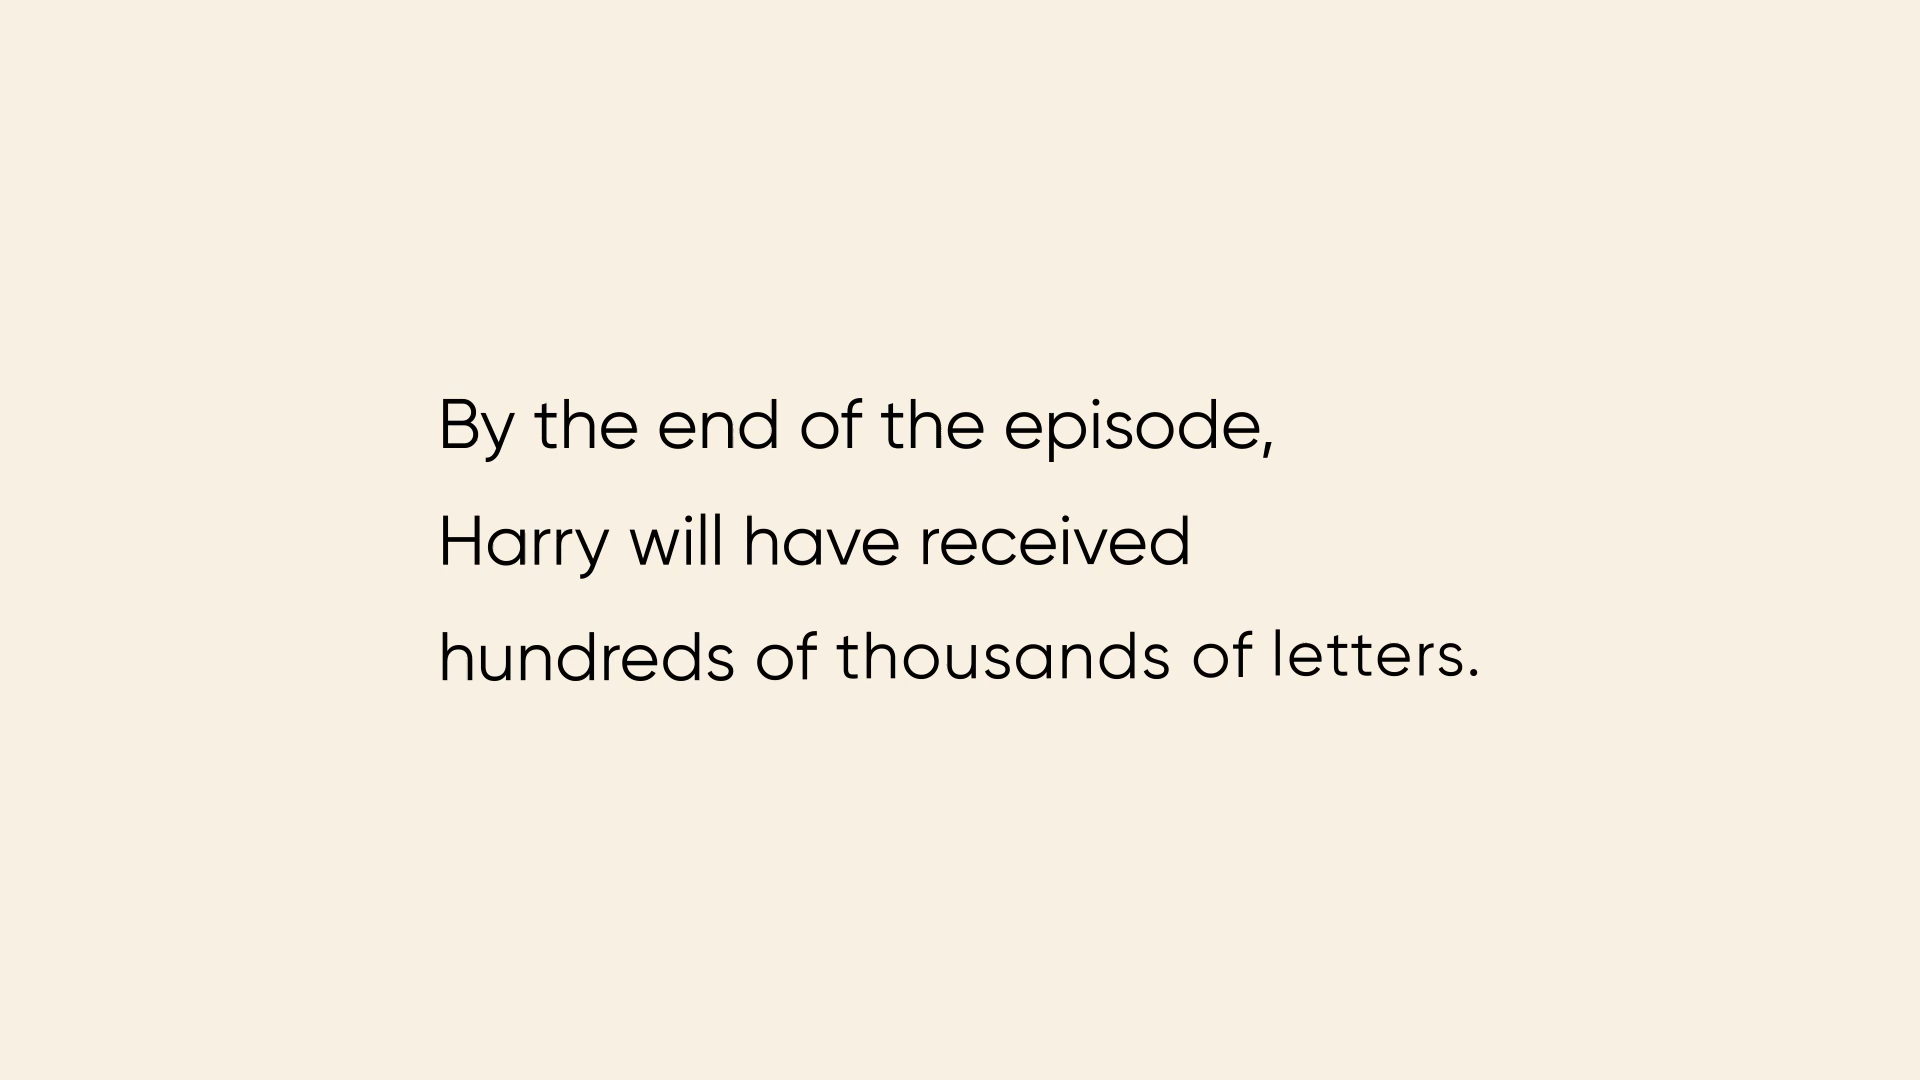 By the end of the episode,
Harry will have received
hundreds of thousands of letters.